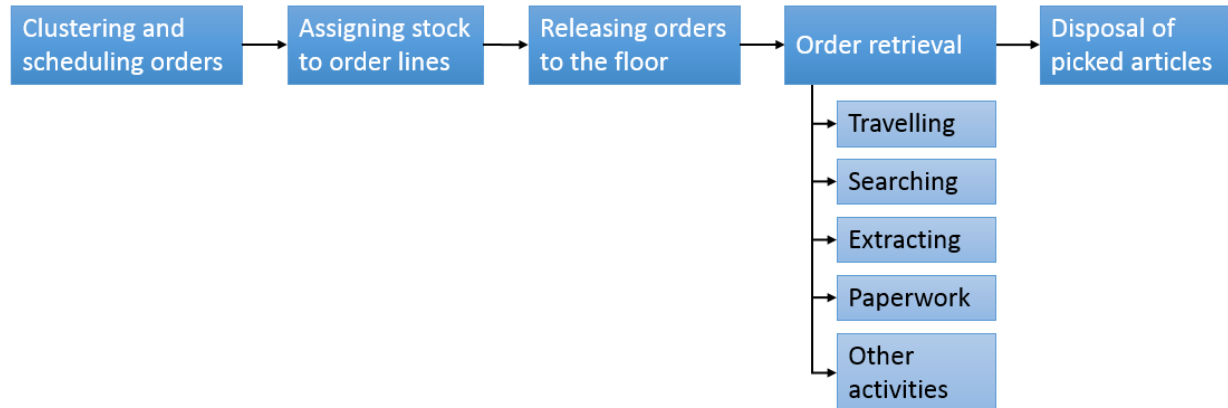 Clustering and
scheduling orders
Assigning stock
to order lines
Releasing orders
to the floor
Order retrieval
Disposal of
picked articles
Travelling
Searching
Extracting
Paperwork
Other
activities